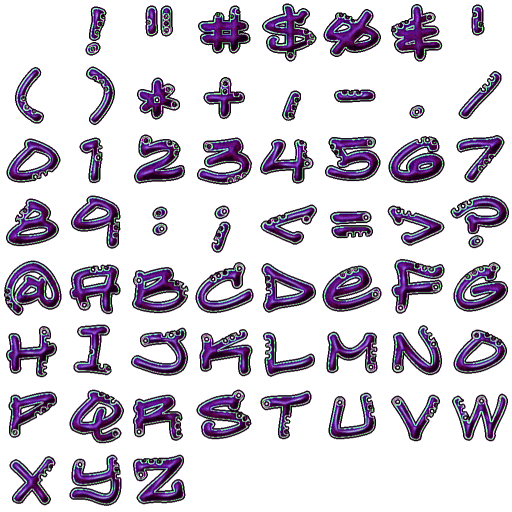 ! " # $ % & '
( ) * + , - . /
0 1 2 3 4 5 6 7
8 9 : ; < = > ?
@ A B C D e F G
H I J K L M N O
P Q R S T U V W
X Y Z